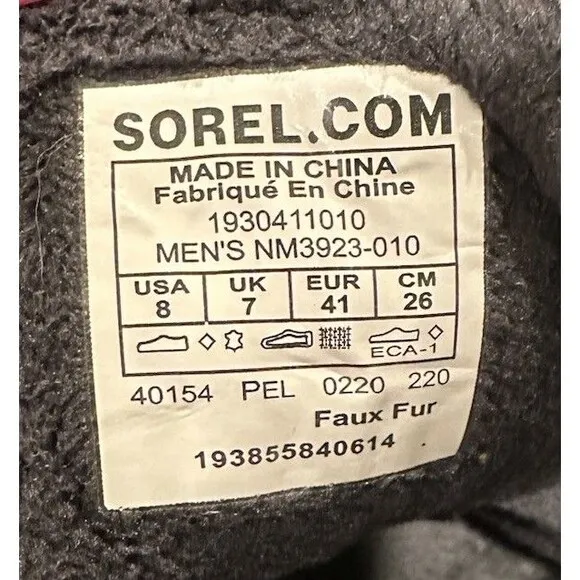 SOREL.COM
MADE IN CHINA
Fabriqué En Chine
1930411010
MEN'S NM3923-010
USA UK EUR CM
8 7 41 26
ECA-1
40154 PEL 0220 220
Faux Fur
193855840614